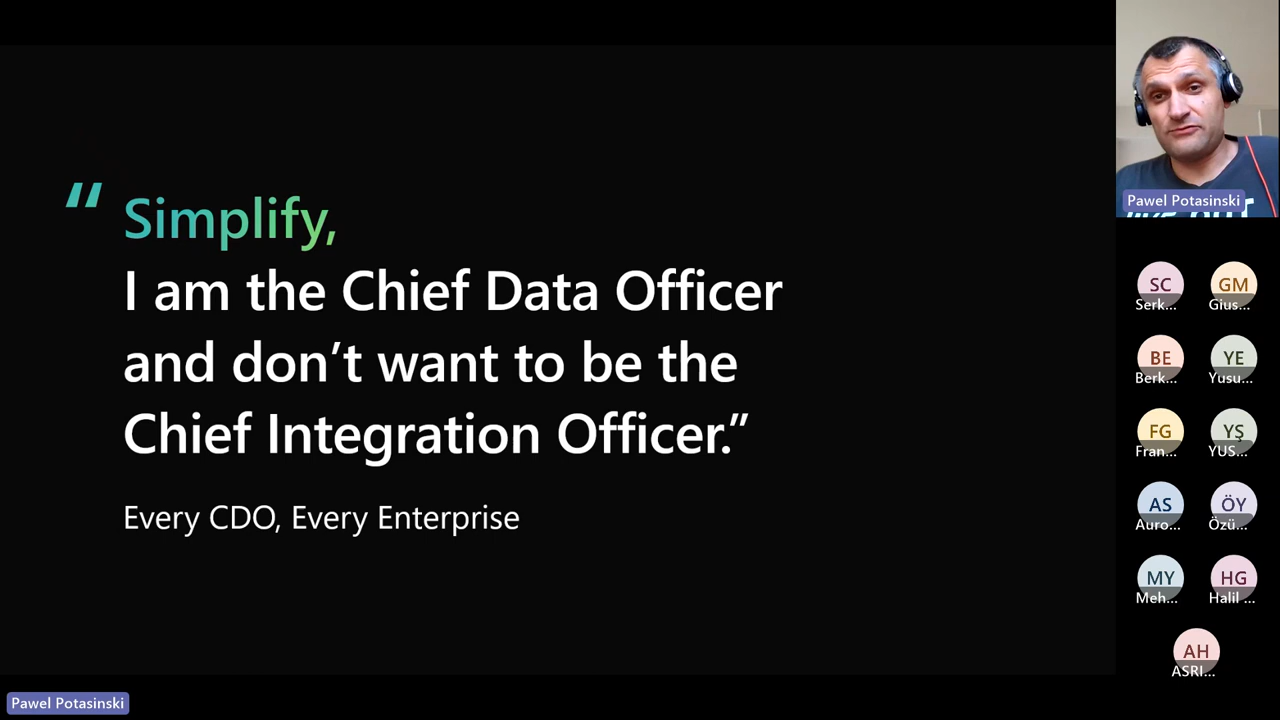 “ Simplify,
I am the Chief Data Officer
and don’t want to be the
Chief Integration Officer.”
Every CDO, Every Enterprise
Pawel Potasinski
SC GM
Serk... Gius...
BE YE
Berk... Yusu...
FG YŞ
Fran... YUS...
AS ÖY
Auro... Özü...
MY HG
Meh... Halil ...
AH
ASRI...
Pawel Potasinski